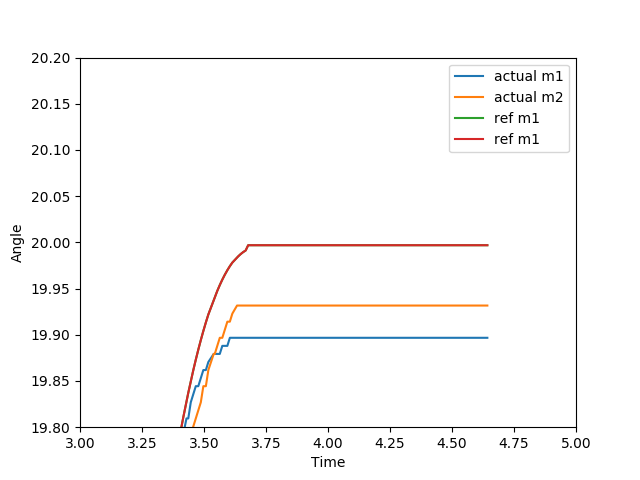 20.20
20.15
20.10
20.05
20.00
19.95
19.90
19.85
19.80
Angle
actual m1
actual m2
ref m1
ref m1
3.00 3.25 3.50 3.75 4.00 4.25 4.50 4.75 5.00
Time